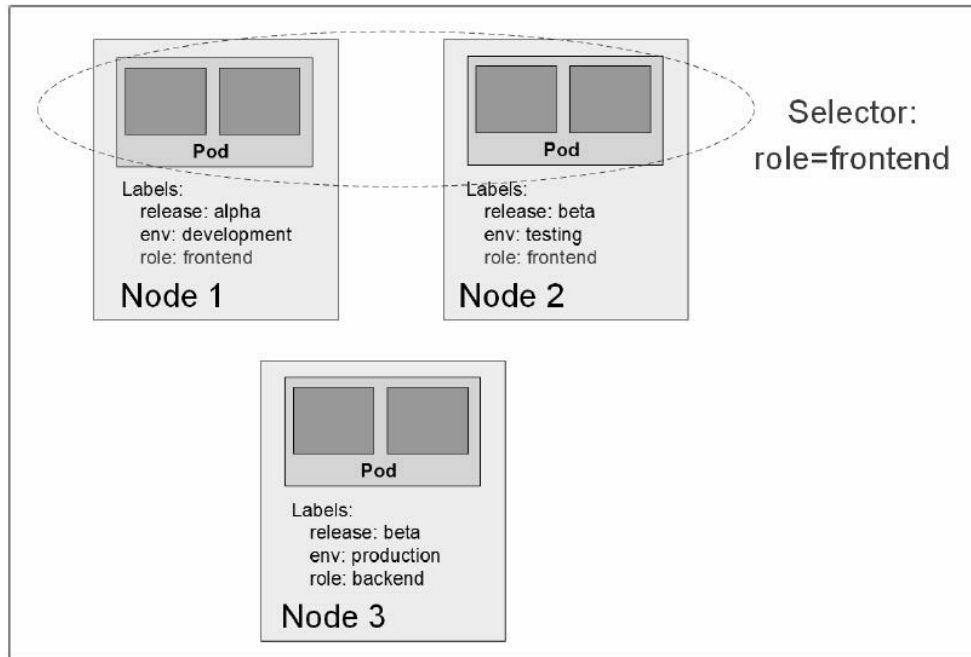 Pod
Labels:
release: alpha
env: development
role: frontend
Node 1
Pod
Labels:
release: beta
env: testing
role: frontend
Node 2
Selector:
role=frontend
Pod
Labels:
release: beta
env: production
role: backend
Node 3